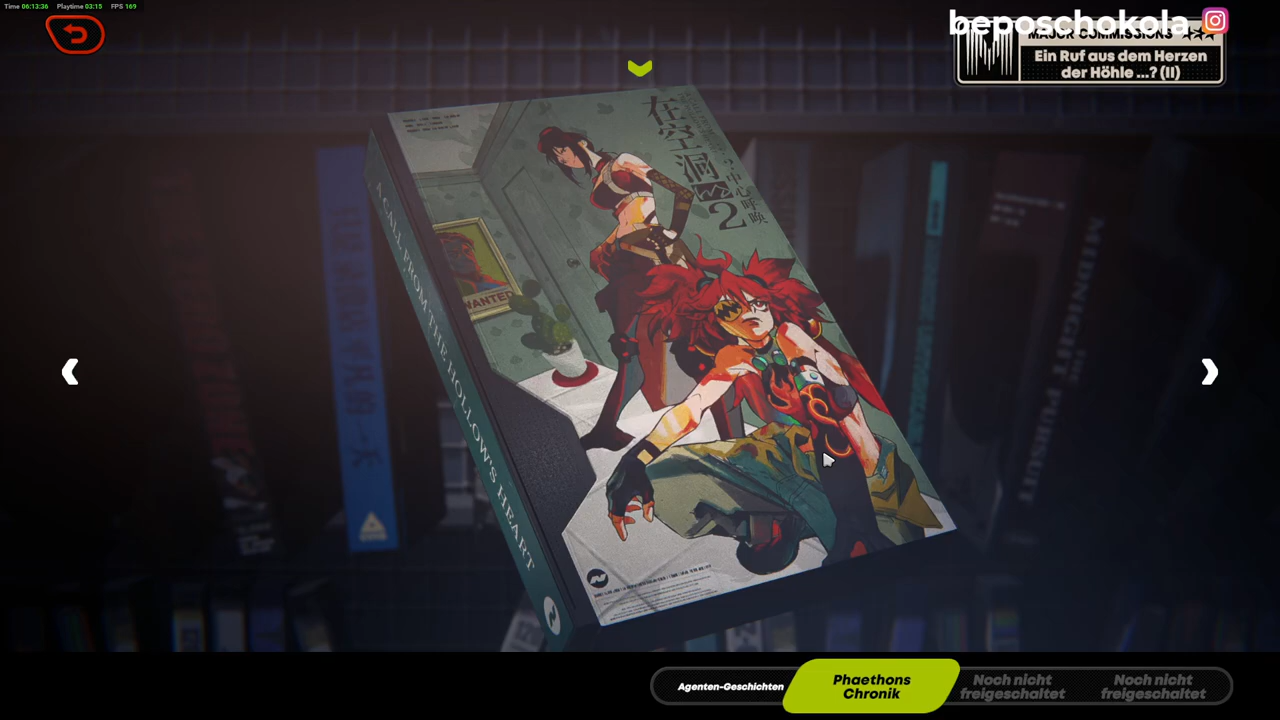 Time 06:13:36 Playtime 03:15 FPS 169
beposchokola
MAJOR COMMISSIONS
Ein Ruf aus dem Herzen
der Höhle ...? (II)
在空洞
2
中心呼唤
WANTED
A CALL FROM THE HOLLOW'S HEART
MIDNIGHT PURSUIT
Agenten-Geschichten
Phaethons
Chronik
Noch nicht
freigeschaltet
Noch nicht
freigeschaltet